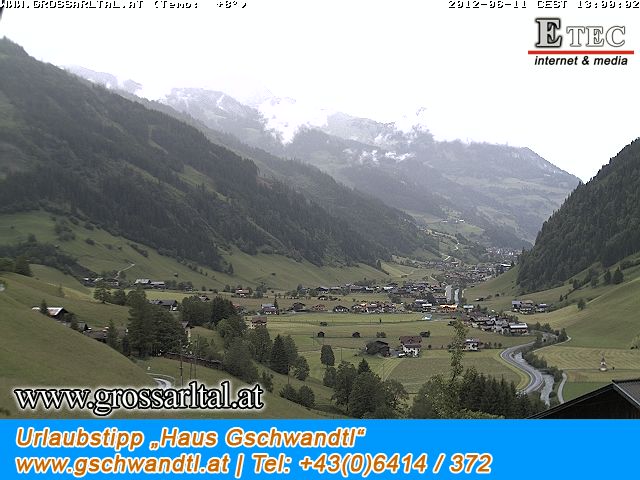 WWW.GROSSARLTAL.AT (Temp: +8°) 2012-06-11 CEST 13:00:02
ETEC
internet & media
www.grossarltal.at
Urlaubstipp „Haus Gschwandtl“
www.gschwandtl.at | Tel: +43(0)6414 / 372